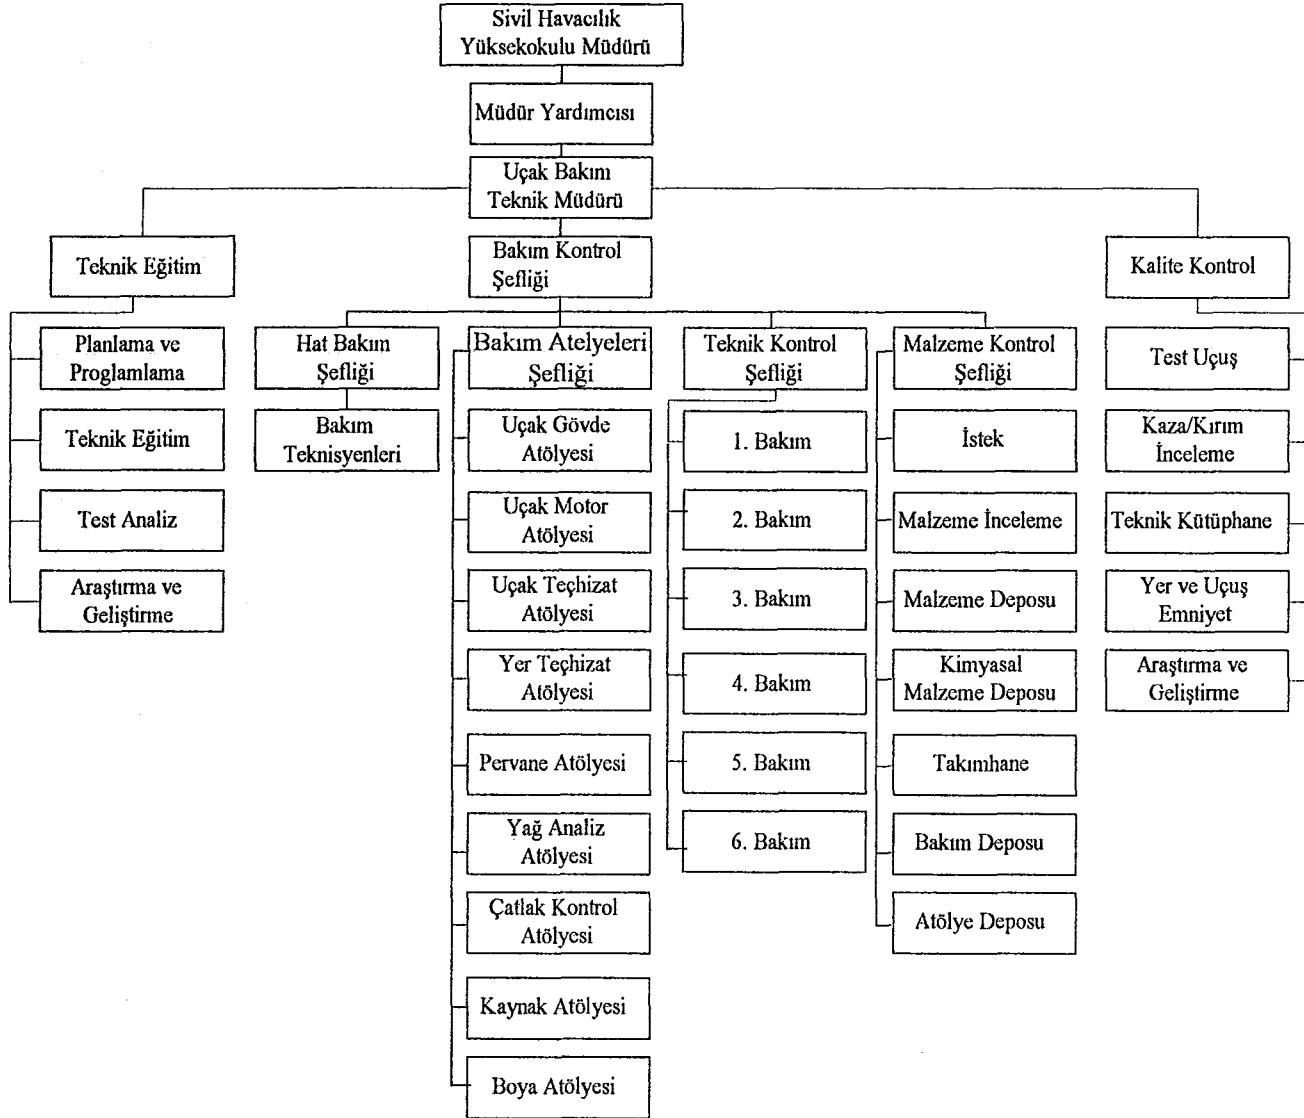 Sivil Havacılık
Yüksekokulu Müdürü
Müdür Yardımcısı
Uçak Bakım
Teknik Müdürü
Teknik Eğitim
Bakım Kontrol
Şefliği
Kalite Kontrol
Planlama ve
Proglamlama
Teknik Eğitim
Test Analiz
Araştırma ve
Geliştirme
Hat Bakım
Şefliği
Bakım
Teknisyenleri
Bakım Atelyeleri
Şefliği
Uçak Gövde
Atölyesi
Uçak Motor
Atölyesi
Uçak Teçhizat
Atölyesi
Yer Teçhizat
Atölyesi
Pervane Atölyesi
Yağ Analiz
Atölyesi
Çatlak Kontrol
Atölyesi
Kaynak Atölyesi
Boya Atölyesi
Teknik Kontrol
Şefliği
1. Bakım
2. Bakım
3. Bakım
4. Bakım
5. Bakım
6. Bakım
Malzeme Kontrol
Şefliği
İstek
Malzeme İnceleme
Malzeme Deposu
Kimyasal
Malzeme Deposu
Takımhane
Bakım Deposu
Atölye Deposu
Test Uçuş
Kaza/Kırım
İnceleme
Teknik Kütüphane
Yer ve Uçuş
Emniyet
Araştırma ve
Geliştirme